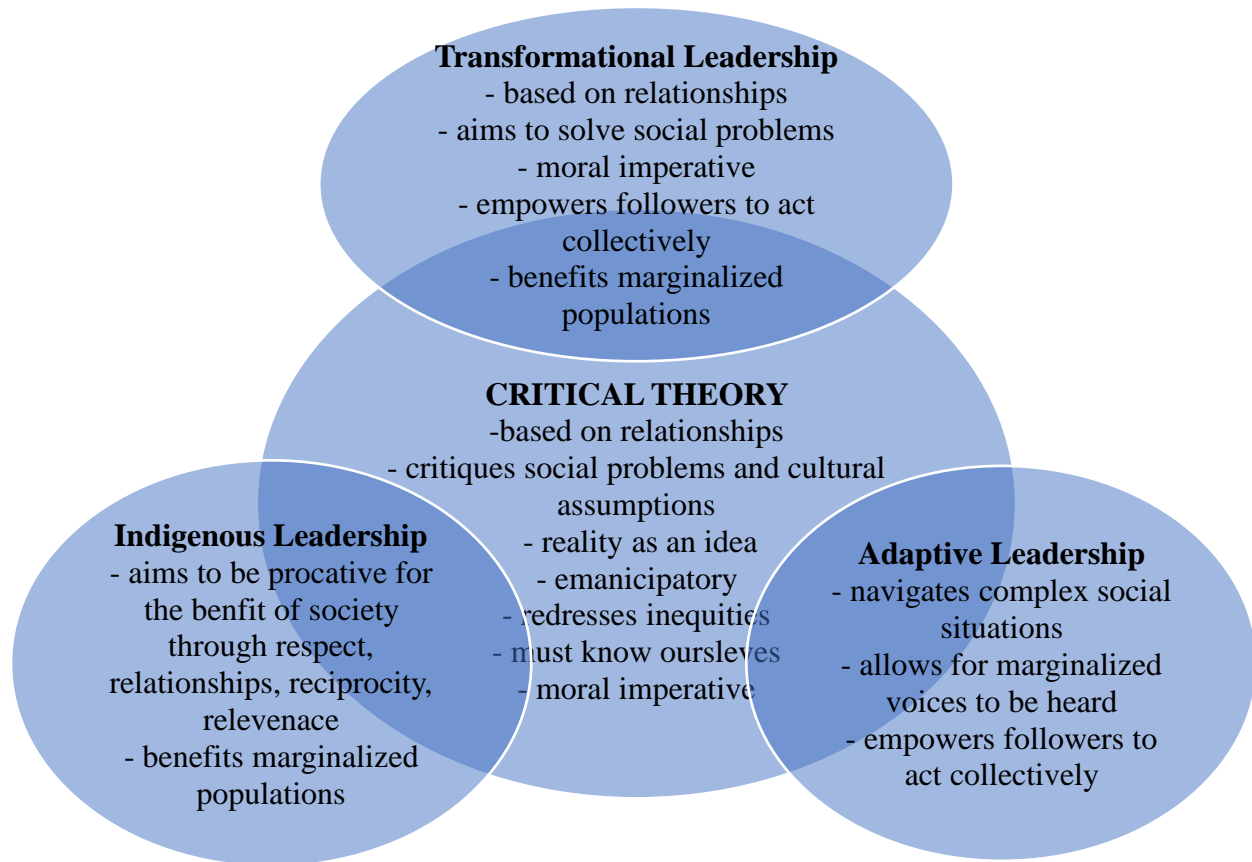 Transformational Leadership
- based on relationships
- aims to solve social problems
- moral imperative
- empowers followers to act
collectively
- benefits marginalized
populations
CRITICAL THEORY
-based on relationships
- critiques social problems and cultural
assumptions
- reality as an idea
- emanicipatory
- redresses inequities
- must know oursleves
- moral imperative
Indigenous Leadership
- aims to be procative for
the benfit of society
through respect,
relationships, reciprocity,
relevenace
- benefits marginalized
populations
Adaptive Leadership
- navigates complex social
situations
- allows for marginalized
voices to be heard
- empowers followers to
act collectively